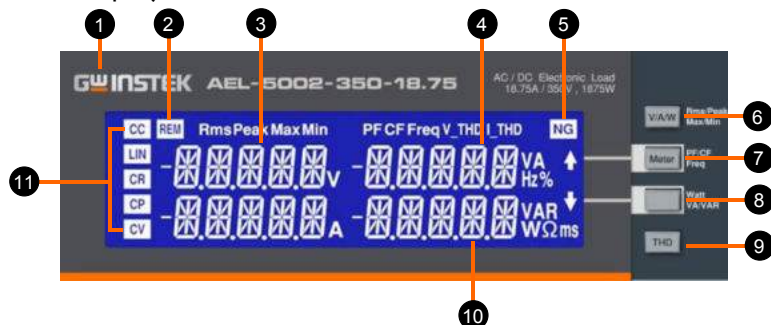 1 2 3 4 5
GWINSTEK AEL-5002-350-18.75
AC / DC Electronic Load
18.75A / 350V , 1875W
CC REM Rms Peak Max Min PF CF Freq V_THD I_THD NG
LIN
CR
CP
CV
V VA
Hz %
A VAR
W Ω ms
V/A/W Rms/Peak
Max/Min
6
Meter PF/CF
Freq
7
Watt
VA/VAR
8
THD
9
10
11